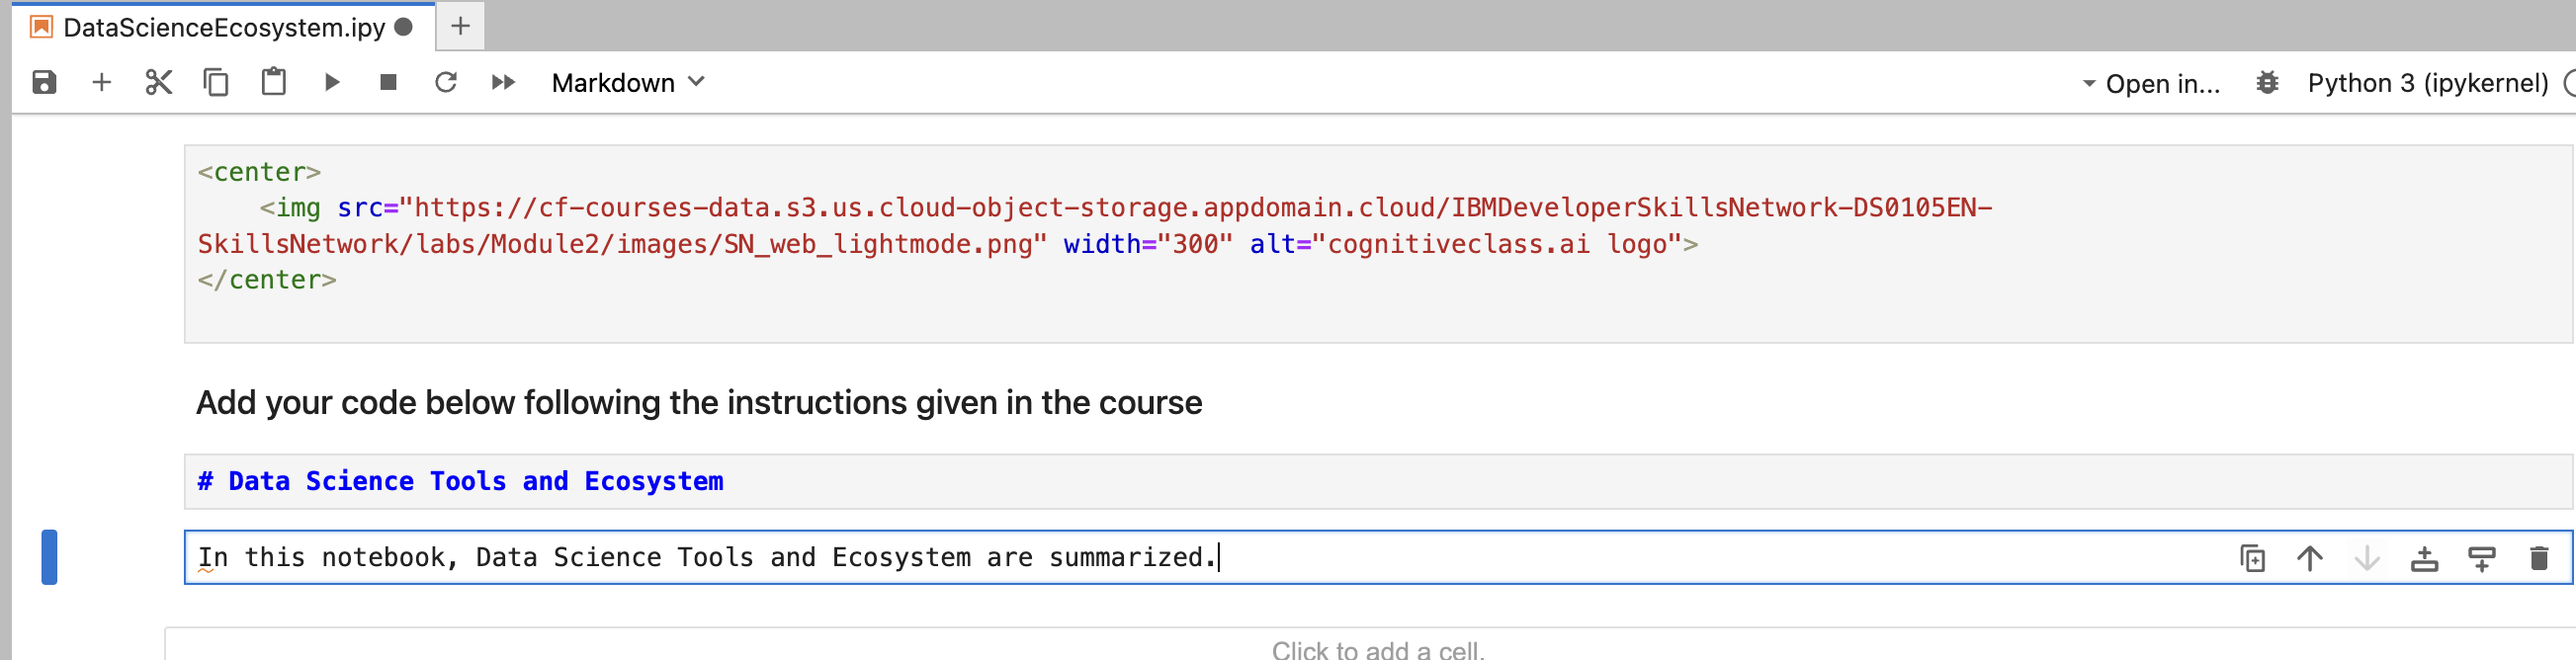 DataScienceEcosystem.ipy
Markdown
Open in...
Python 3 (ipykernel)
<center>
    <img src="https://cf-courses-data.s3.us.cloud-object-storage.appdomain.cloud/IBMDeveloperSkillsNetwork-DS0105EN-
SkillsNetwork/labs/Module2/images/SN_web_lightmode.png" width="300" alt="cognitiveclass.ai logo">
</center>
Add your code below following the instructions given in the course
# Data Science Tools and Ecosystem
In this notebook, Data Science Tools and Ecosystem are summarized.
Click to add a cell.